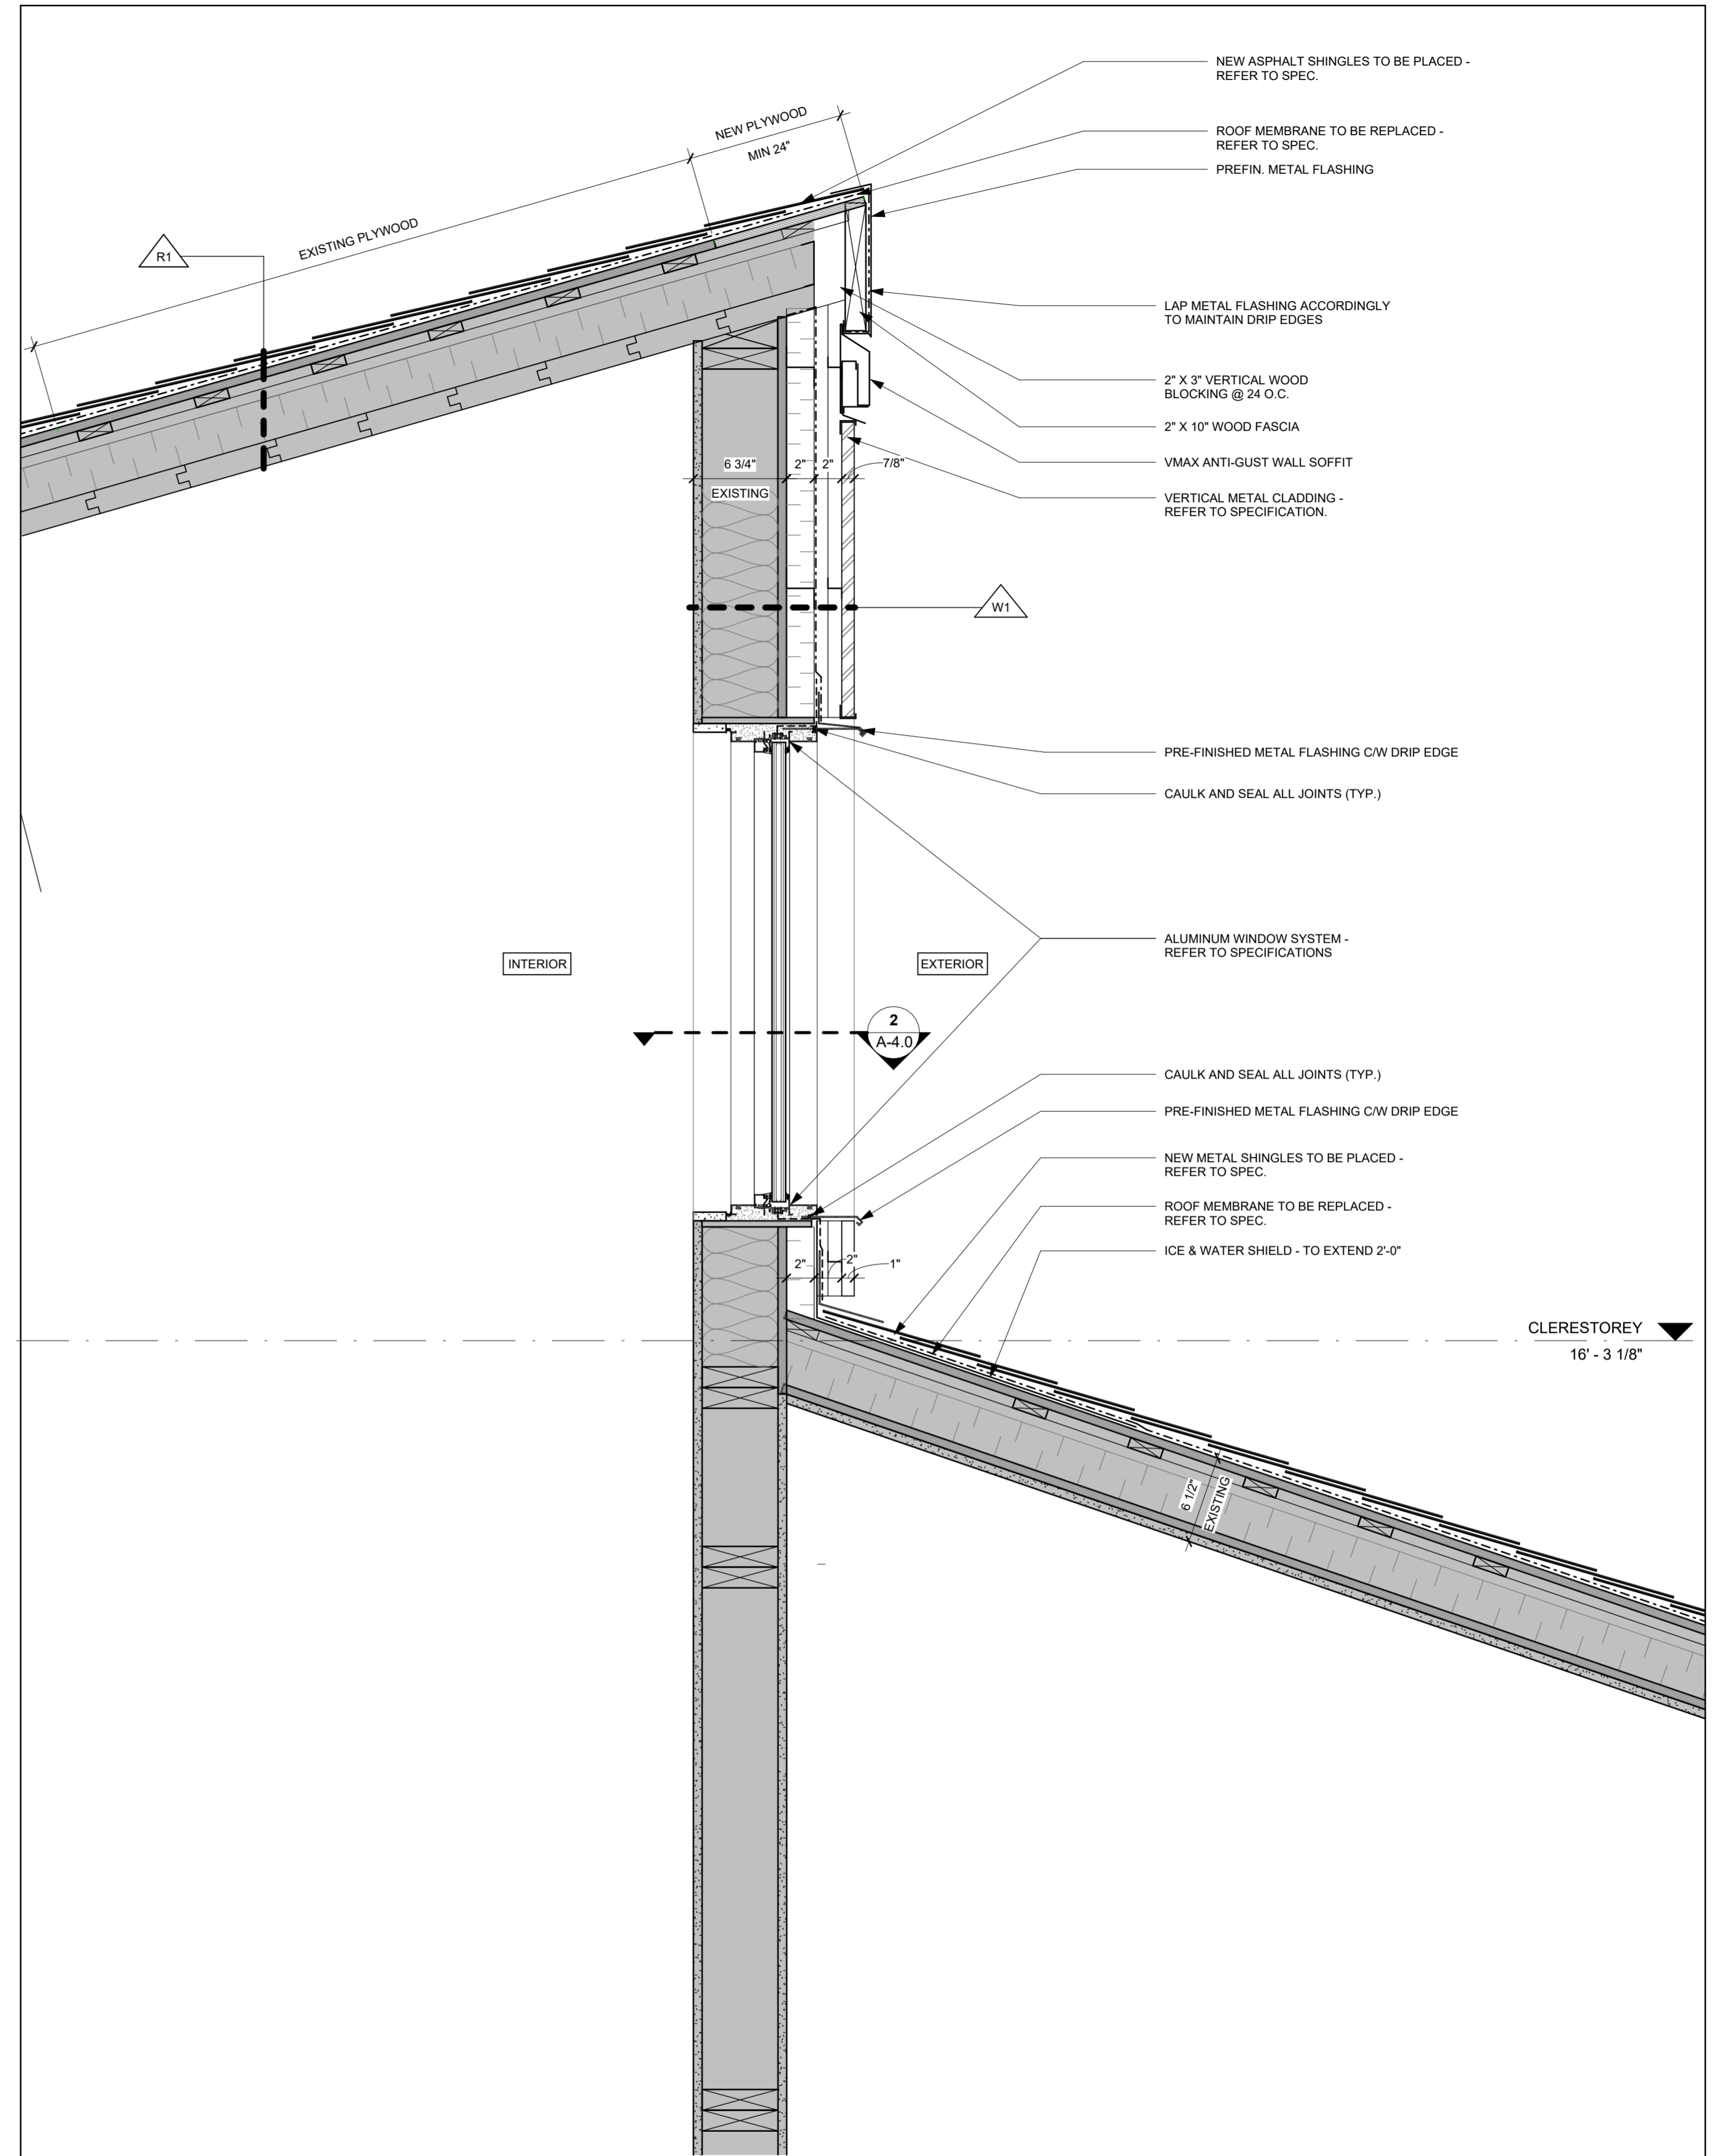 NEW ASPHALT SHINGLES TO BE PLACED -
REFER TO SPEC.
NEW PLYWOOD
MIN 24"
ROOF MEMBRANE TO BE REPLACED -
REFER TO SPEC.
PREFIN. METAL FLASHING
EXISTING PLYWOOD
R1
LAP METAL FLASHING ACCORDINGLY
TO MAINTAIN DRIP EDGES
2" X 3" VERTICAL WOOD
BLOCKING @ 24 O.C.
2" X 10" WOOD FASCIA
VMAX ANTI-GUST WALL SOFFIT
6 3/4" 2" 2" 7/8"
EXISTING
VERTICAL METAL CLADDING -
REFER TO SPECIFICATION.
W1
PRE-FINISHED METAL FLASHING C/W DRIP EDGE
CAULK AND SEAL ALL JOINTS (TYP.)
ALUMINUM WINDOW SYSTEM -
REFER TO SPECIFICATIONS
INTERIOR
EXTERIOR
2
A-4.0
CAULK AND SEAL ALL JOINTS (TYP.)
PRE-FINISHED METAL FLASHING C/W DRIP EDGE
NEW METAL SHINGLES TO BE PLACED -
REFER TO SPEC.
ROOF MEMBRANE TO BE REPLACED -
REFER TO SPEC.
ICE & WATER SHIELD - TO EXTEND 2'-0"
2" 2" 1"
CLERESTOREY
16' - 3 1/8"
6 1/2"
EXISTING